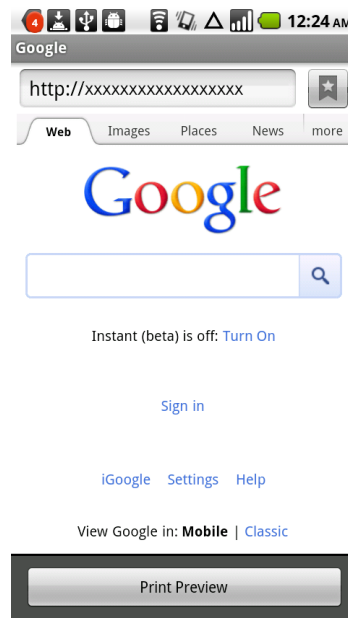 4 12:24 AM
Google
http://xxxxxxxxxxxxxxxxxx
Web Images Places News more
Google
Instant (beta) is off: Turn On
Sign in
iGoogle Settings Help
View Google in: Mobile | Classic
Print Preview